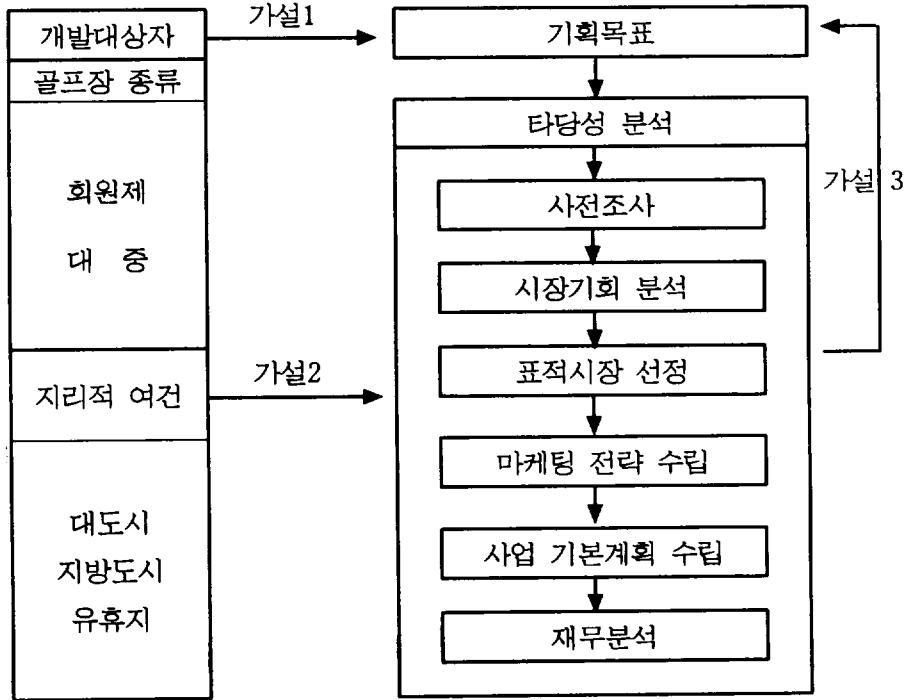 개발대상자
골프장 종류
회원제
대 중
지리적 여건
대도시
지방도시
유휴지
가설1
가설2
기획목표
타당성 분석
사전조사
시장기회 분석
표적시장 선정
마케팅 전략 수립
사업 기본계획 수립
재무분석
가설 3